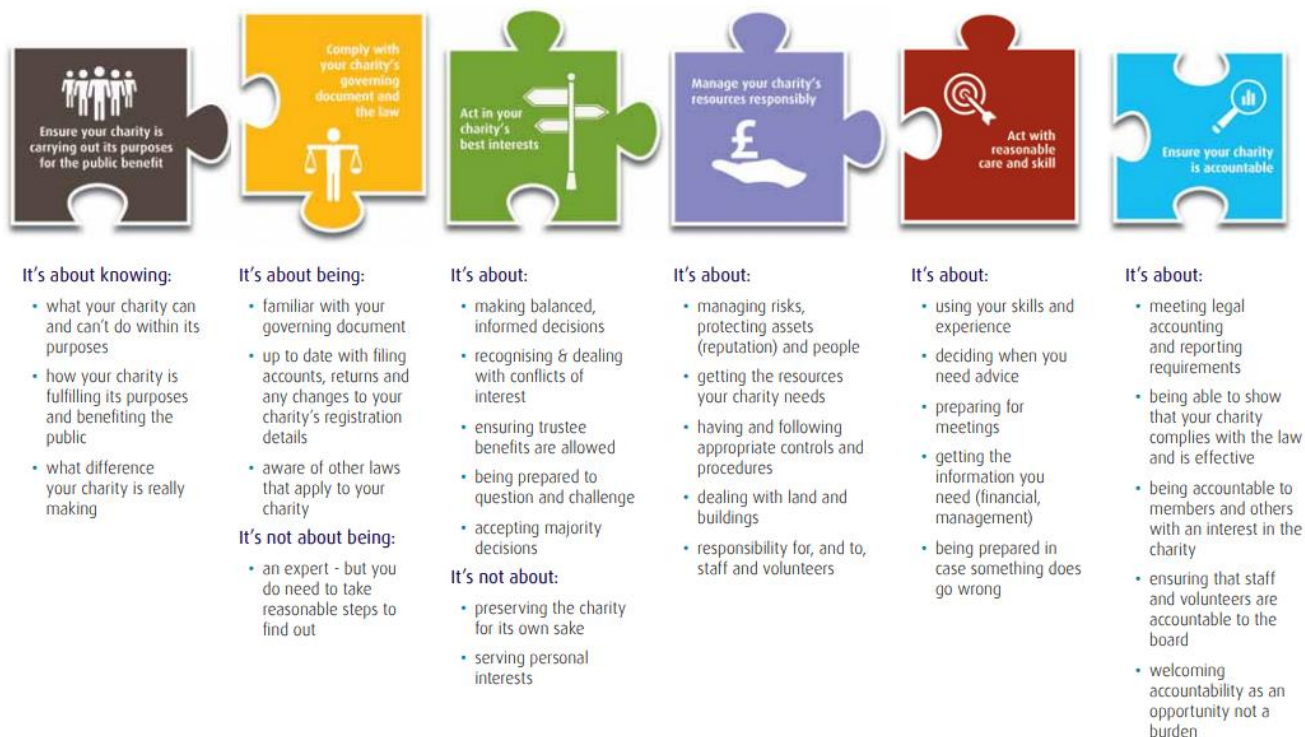 Ensure your charity is
carrying out its purposes
for the public benefit
Comply with
your charity's
governing
document and
the law
Act in your
charity's
best interests
Manage your charity's
resources responsibly
£
Act with
reasonable
care and skill
Ensure your charity
is accountable
It's about knowing:
• what your charity can
and can't do within its
purposes
• how your charity is
fulfilling its purposes
and benefiting the
public
• what difference
your charity is really
making
It's about being:
• familiar with your
governing document
• up to date with filing
accounts, returns and
any changes to your
charity's registration
details
• aware of other laws
that apply to your
charity
It's not about being:
• an expert - but you
do need to take
reasonable steps to
find out
It's about:
• making balanced,
informed decisions
• recognising & dealing
with conflicts of
interest
• ensuring trustee
benefits are allowed
• being prepared to
question and challenge
• accepting majority
decisions
It's not about:
• preserving the charity
for its own sake
• serving personal
interests
It's about:
• managing risks,
protecting assets
(reputation) and people
• getting the resources
your charity needs
• having and following
appropriate controls and
procedures
• dealing with land and
buildings
• responsibility for, and to,
staff and volunteers
It's about:
• using your skills and
experience
• deciding when you
need advice
• preparing for
meetings
• getting the
information you
need (financial,
management)
• being prepared in
case something does
go wrong
It's about:
• meeting legal
accounting
and reporting
requirements
• being able to show
that your charity
complies with the law
and is effective
• being accountable to
members and others
with an interest in the
charity
• ensuring that staff
and volunteers are
accountable to the
board
• welcoming
accountability as an
opportunity not a
burden